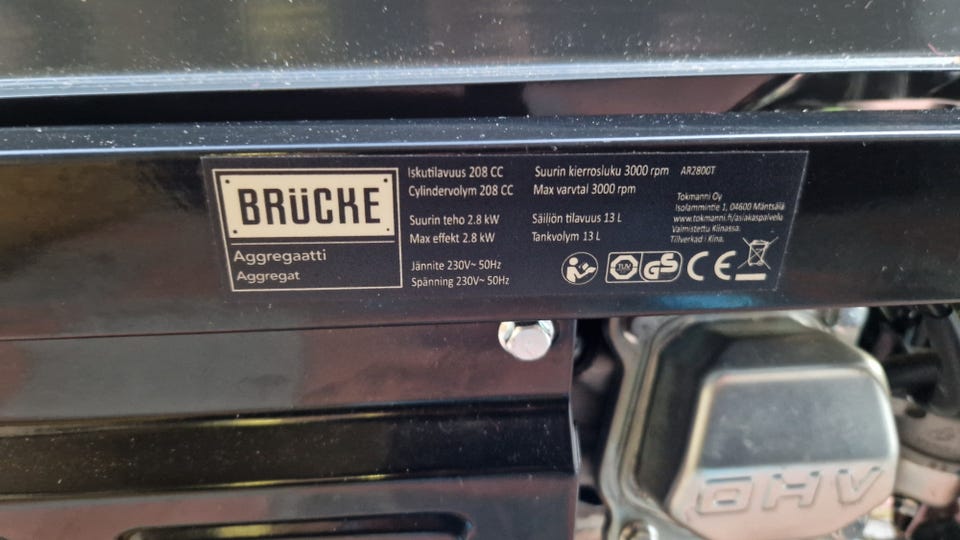 BRÜCKE
Aggregaatti
Aggregat
Iskutilavuus 208 CC
Cylindervolym 208 CC
Suurin teho 2.8 kW
Max effekt 2.8 kW
Jännite 230V~ 50Hz
Spänning 230V~ 50Hz
Suurin kierrosluku 3000 rpm
Max varvtal 3000 rpm
Säiliön tilavuus 13 L
Tankvolym 13 L
AR2800T
Tokmanni Oy
Isolammintie 1, 04600 Mäntsälä
www.tokmanni.fi/asiakaspalvelu
Valmistettu Kiinassa.
Tillverkad i Kina.
TÜV GS CE
OHV